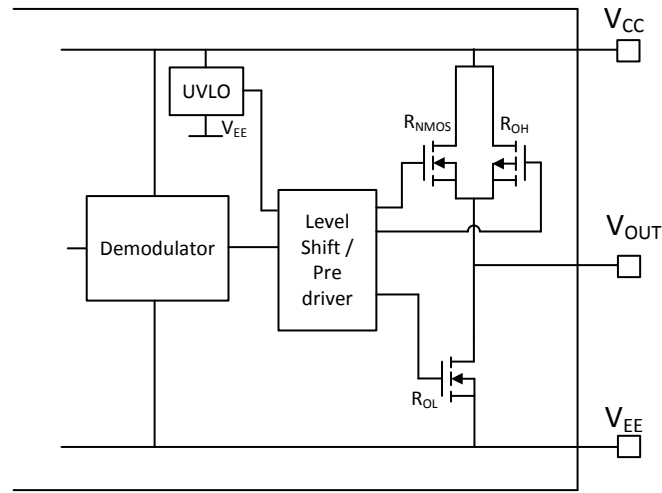 V_CC
UVLO
V_EE
R_NMOS
R_OH
Demodulator
Level
Shift /
Pre
driver
V_OUT
R_OL
V_EE